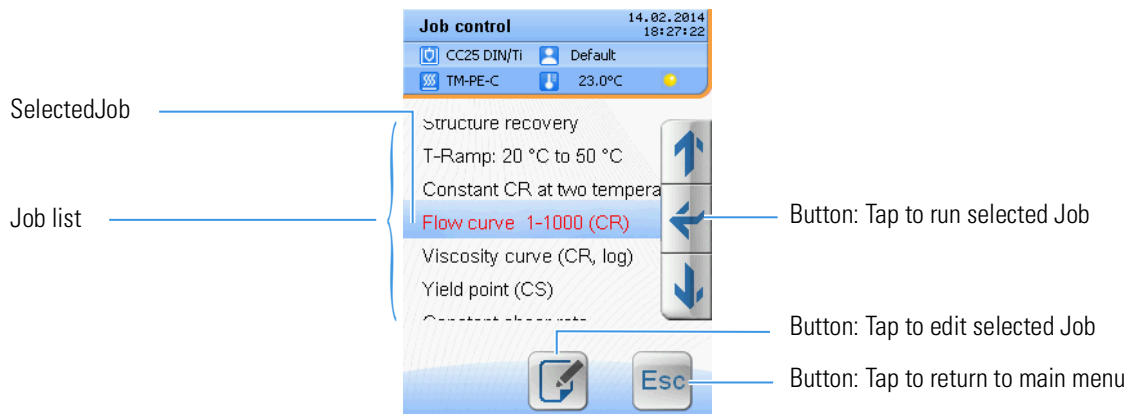 Job control
14.02.2014
18:27:22
CC25 DIN/Ti
Default
TM-PE-C
23.0°C
SelectedJob
Job list
Structure recovery
T-Ramp: 20 °C to 50 °C
Constant CR at two tempera
Flow curve 1-1000 (CR)
Viscosity curve (CR, log)
Yield point (CS)
Constant shear rate
Esc
Button: Tap to run selected Job
Button: Tap to edit selected Job
Button: Tap to return to main menu